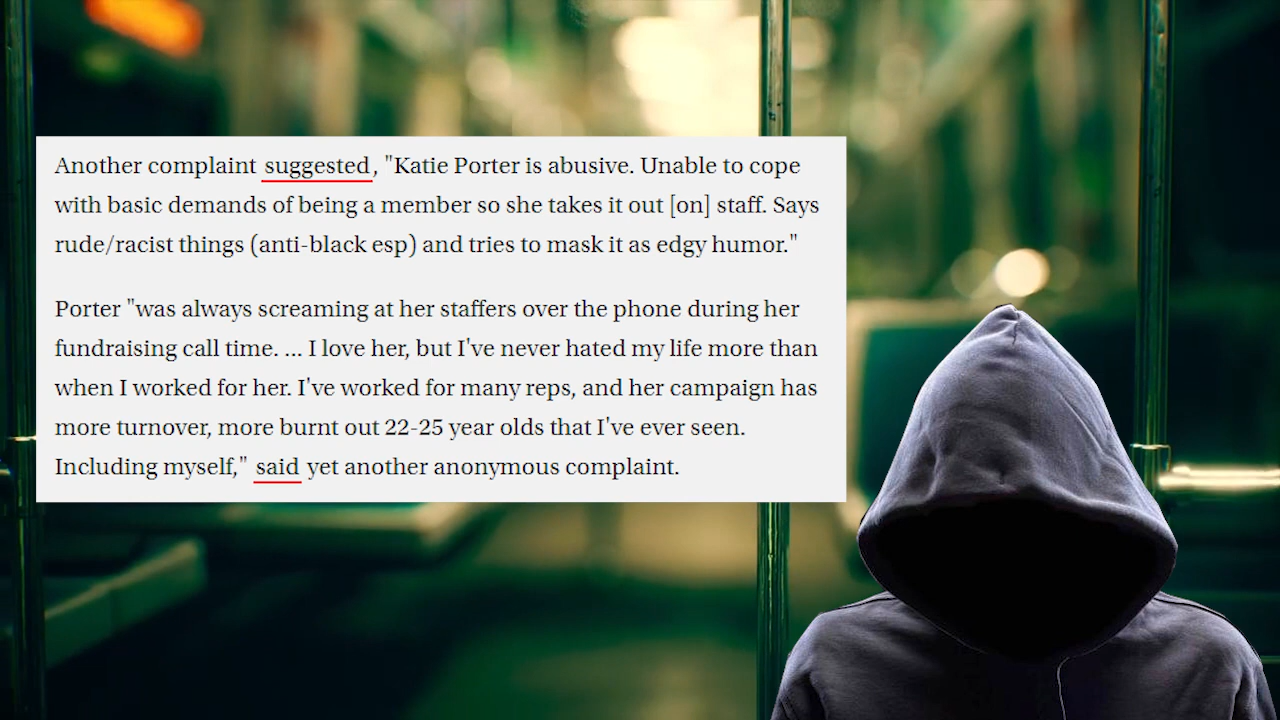 Another complaint suggested, "Katie Porter is abusive. Unable to cope
with basic demands of being a member so she takes it out [on] staff. Says
rude/racist things (anti-black esp) and tries to mask it as edgy humor."
Porter "was always screaming at her staffers over the phone during her
fundraising call time. ... I love her, but I've never hated my life more than
when I worked for her. I've worked for many reps, and her campaign has
more turnover, more burnt out 22-25 year olds that I've ever seen.
Including myself," said yet another anonymous complaint.